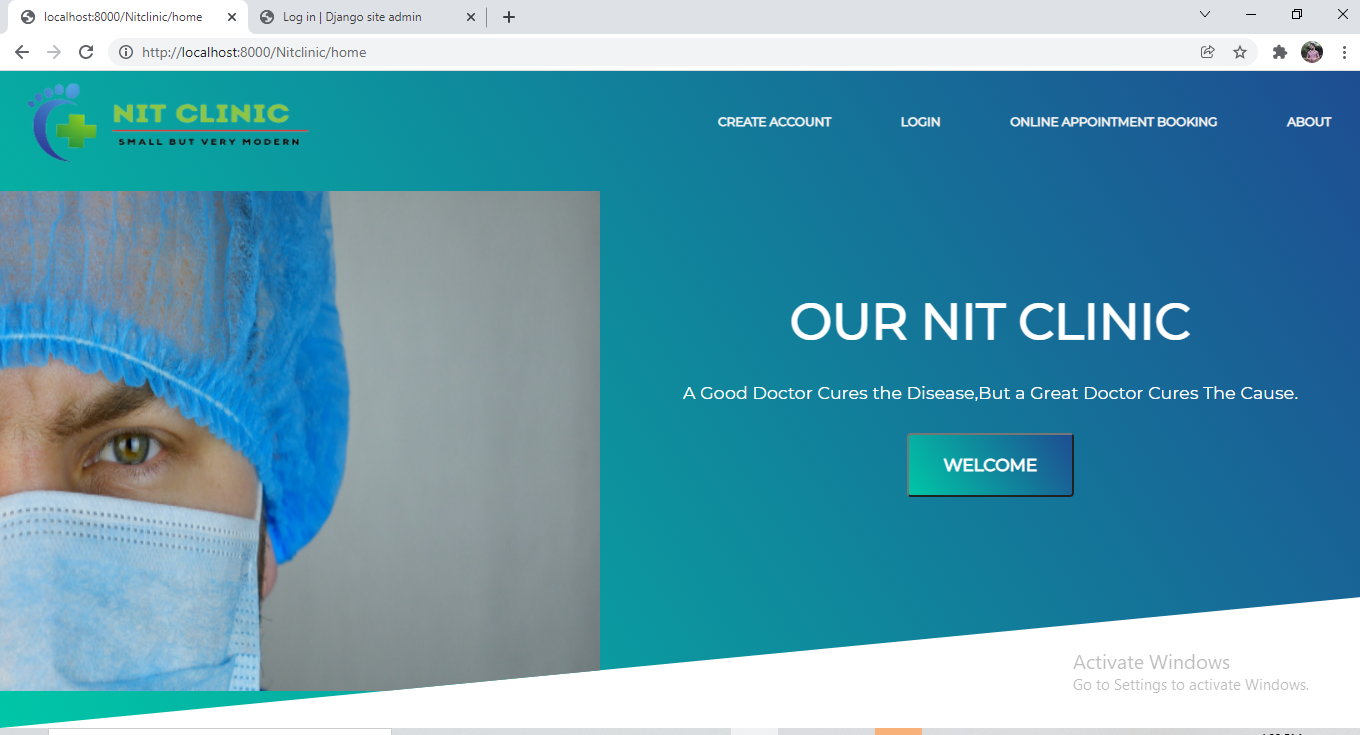 localhost:8000/Nitclinic/home
Log in | Django site admin
http://localhost:8000/Nitclinic/home
NIT CLINIC
SMALL BUT VERY MODERN
CREATE ACCOUNT
LOGIN
ONLINE APPOINTMENT BOOKING
ABOUT
OUR NIT CLINIC
A Good Doctor Cures the Disease,But a Great Doctor Cures The Cause.
WELCOME
Activate Windows
Go to Settings to activate Windows.